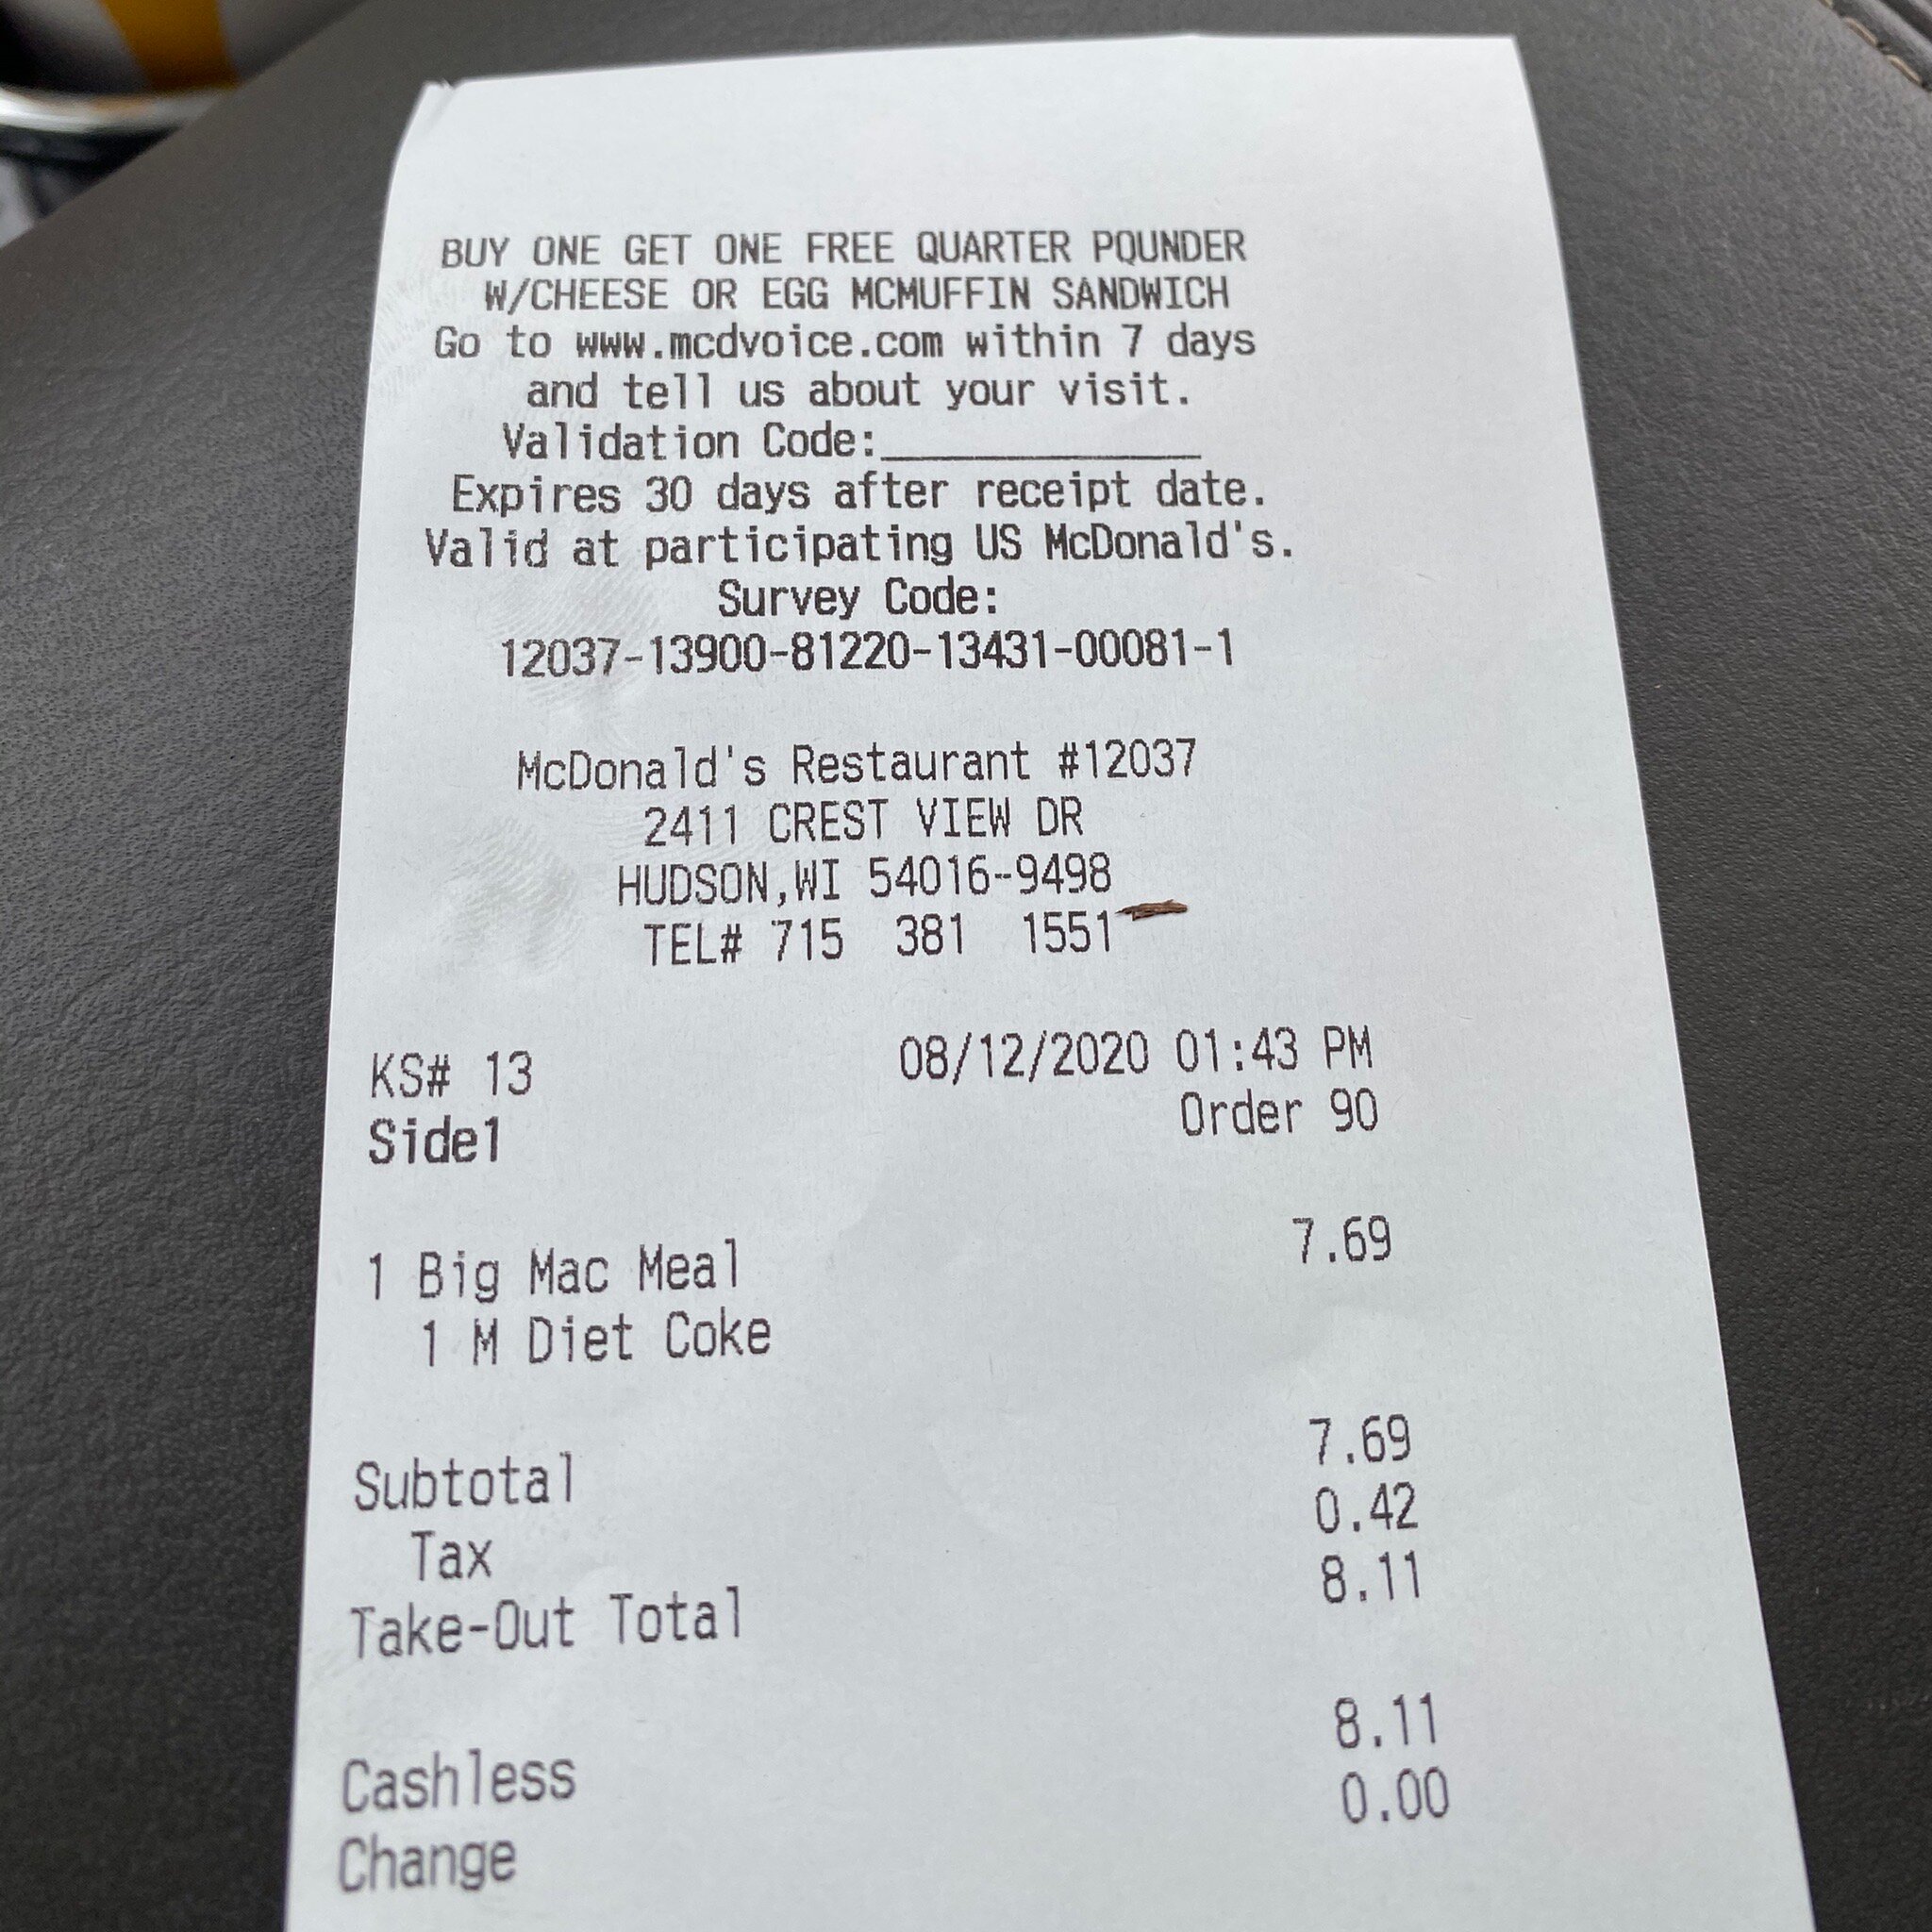 BUY ONE GET ONE FREE QUARTER POUNDER
W/CHEESE OR EGG MCMUFFIN SANDWICH
Go to www.mcdvoice.com within 7 days
and tell us about your visit.
Validation Code:____________
Expires 30 days after receipt date.
Valid at participating US McDonald's.
Survey Code:
12037-13900-81220-13431-00081-1
McDonald's Restaurant #12037
2411 CREST VIEW DR
HUDSON,WI 54016-9498
TEL# 715 381 1551
KS# 13 08/12/2020 01:43 PM
Side1 Order 90
1 Big Mac Meal 7.69
1 M Diet Coke
Subtotal 7.69
Tax 0.42
Take-Out Total 8.11
Cashless 8.11
Change 0.00